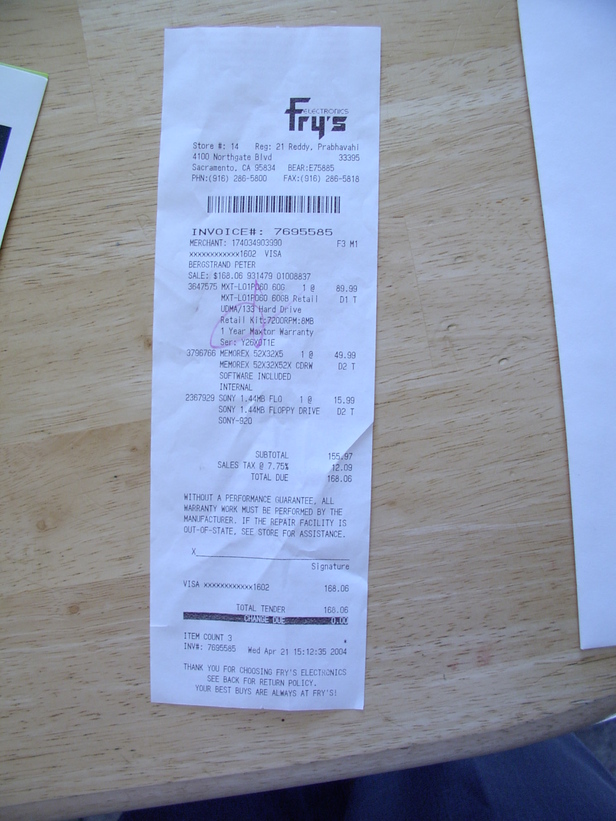 Fry's ELECTRONICS
Store #: 14 Reg: 21 Reddy, Prabhavahi
4100 Northgate Blvd 33395
Sacramento, CA 95834 BEAR:E75885
PHN:(916) 286-5800 FAX:(916) 286-5818
INVOICE#: 7695585
MERCHANT: 174034903990 F3 M1
xxxxxxxxxxxx1602 VISA
BERGSTRAND PETER
SALE: $168.06 931479 01008837
3647575 MXT-L01P060 60G 1 @ 89.99
MXT-L01P060 60GB Retail D1 T
UDMA/133 Hard Drive
Retail Kit:7200RPM:8MB
1 Year Maxtor Warranty
Ser: Y26X0T1E
3796766 MEMOREX 52X32X5 1 @ 49.99
MEMOREX 52X32X52X CDRW D2 T
SOFTWARE INCLUDED
INTERNAL
2367929 SONY 1.44MB FLO 1 @ 15.99
SONY 1.44MB FLOPPY DRIVE D2 T
SONY-920
SUBTOTAL 155.97
SALES TAX @ 7.75% 12.09
TOTAL DUE 168.06
WITHOUT A PERFORMANCE GUARANTEE, ALL
WARRANTY WORK MUST BE PERFORMED BY THE
MANUFACTURER. IF THE REPAIR FACILITY IS
OUT-OF-STATE, SEE STORE FOR ASSISTANCE.
X
Signature
VISA xxxxxxxxxxxx1602 168.06
TOTAL TENDER 168.06
CHANGE DUE 0.00
ITEM COUNT 3 *
INV#: 7695585 Wed Apr 21 15:12:35 2004
THANK YOU FOR CHOOSING FRY'S ELECTRONICS
SEE BACK FOR RETURN POLICY.
YOUR BEST BUYS ARE ALWAYS AT FRY'S!